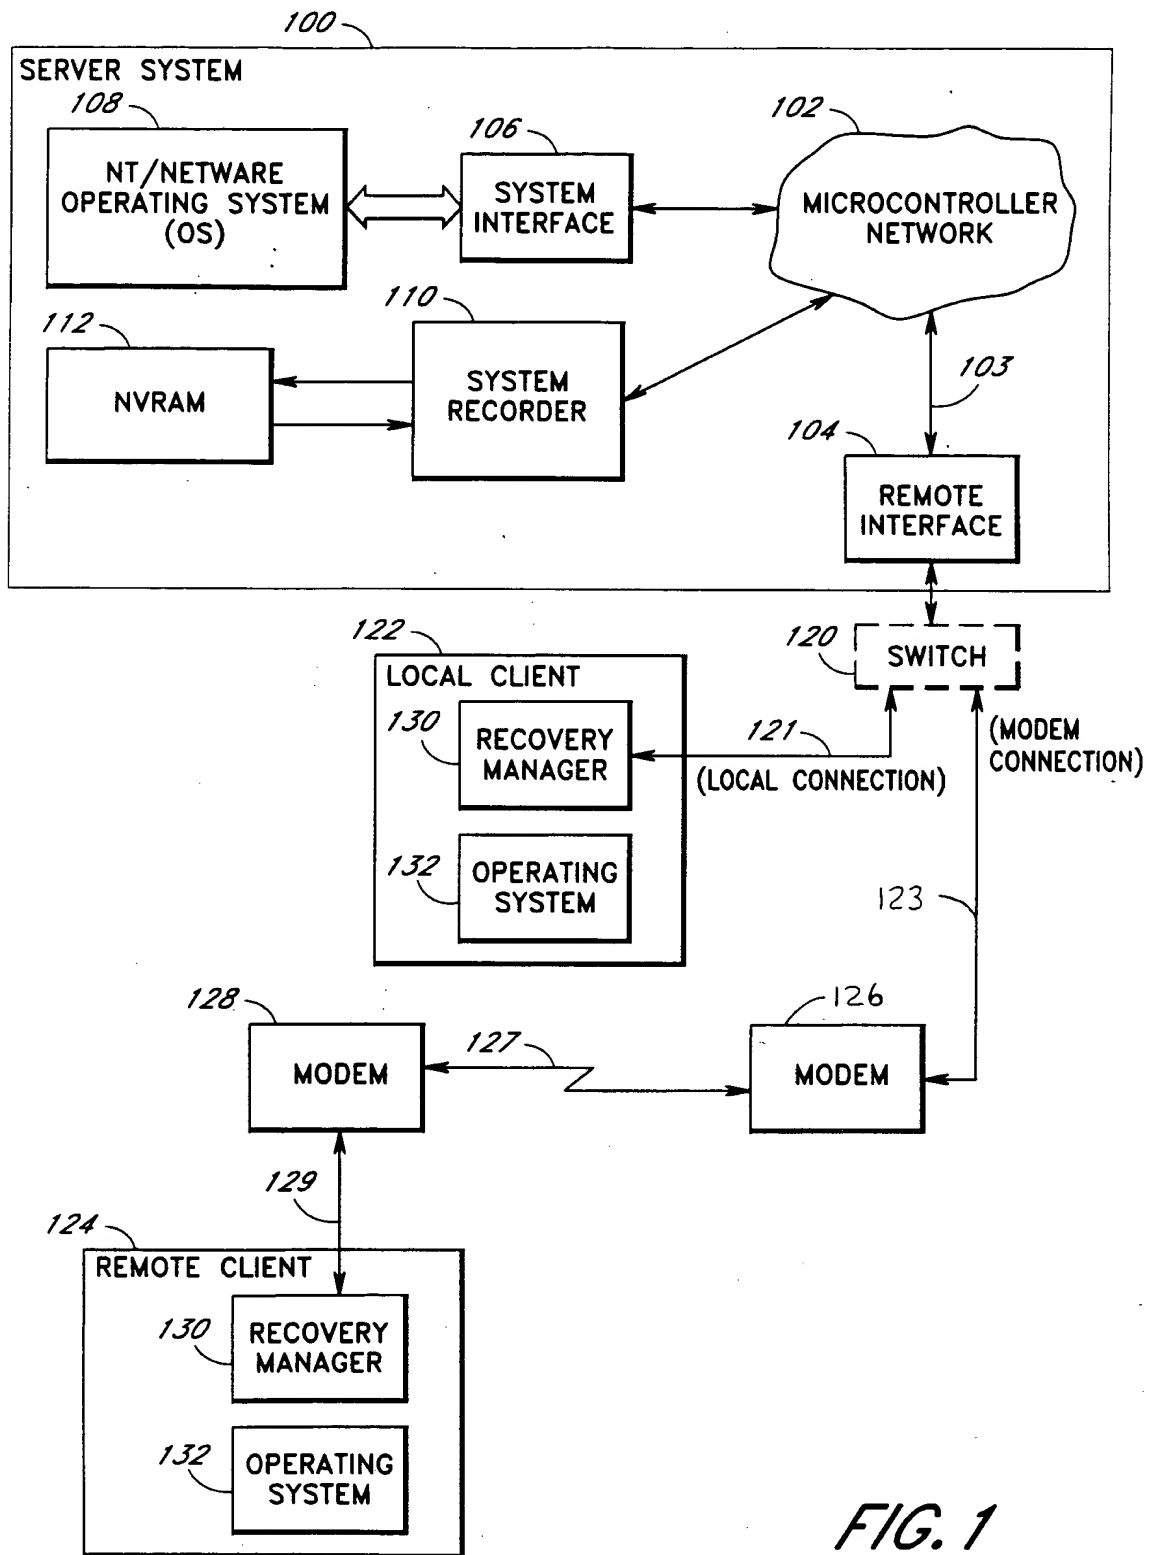 100
SERVER SYSTEM
108
NT/NETWARE
OPERATING SYSTEM
(OS)
106
SYSTEM
INTERFACE
102
MICROCONTROLLER
NETWORK
112
NVRAM
110
SYSTEM
RECORDER
103
104
REMOTE
INTERFACE
120
SWITCH
122
LOCAL CLIENT
130
RECOVERY
MANAGER
121
(LOCAL CONNECTION)
(MODEM
CONNECTION)
132
OPERATING
SYSTEM
123
128
MODEM
127
126
MODEM
129
124
REMOTE CLIENT
130
RECOVERY
MANAGER
132
OPERATING
SYSTEM
FIG. 1